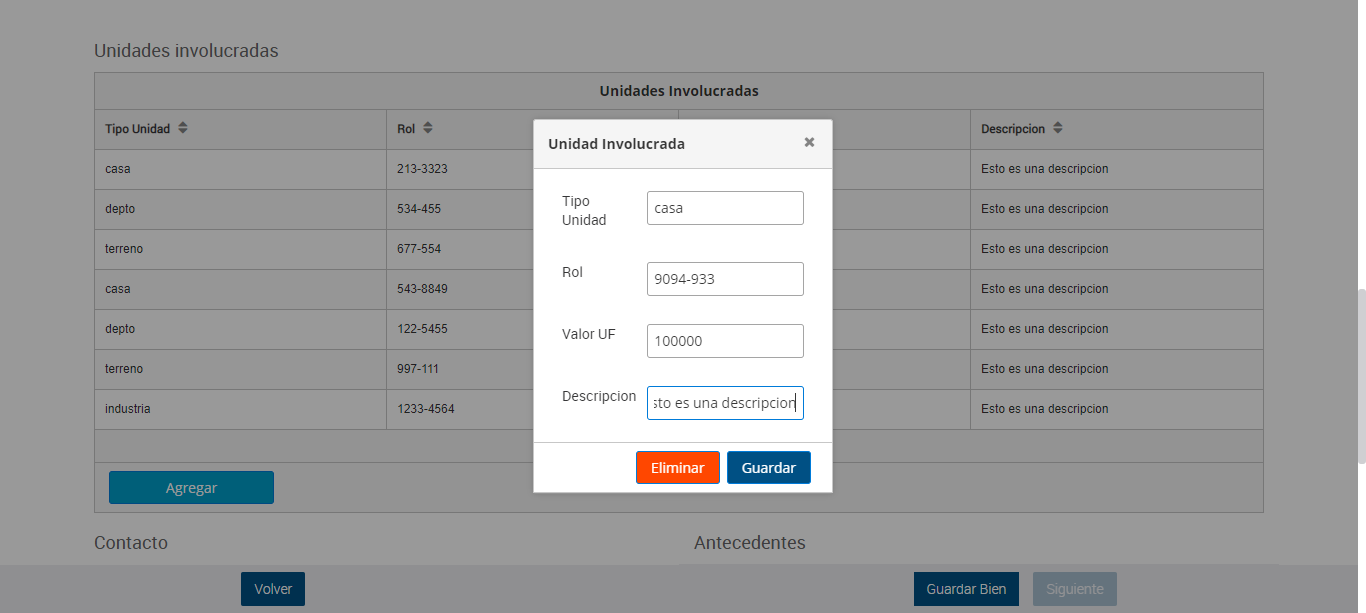 Unidades involucradas
Unidades Involucradas
Tipo Unidad Rol Descripcion
casa 213-3323 Esto es una descripcion
depto 534-455 Esto es una descripcion
terreno 677-554 Esto es una descripcion
casa 543-8849 Esto es una descripcion
depto 122-5455 Esto es una descripcion
terreno 997-111 Esto es una descripcion
industria 1233-4564 Esto es una descripcion
Agregar
Unidad Involucrada ×
Tipo
Unidad casa
Rol 9094-933
Valor UF 100000
Descripcion sto es una descripcion
Eliminar Guardar
Contacto Antecedentes
Volver Guardar Bien Siguiente